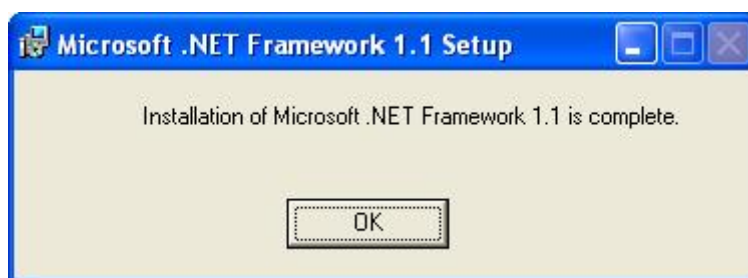 Microsoft .NET Framework 1.1 Setup
Installation of Microsoft .NET Framework 1.1 is complete.
OK